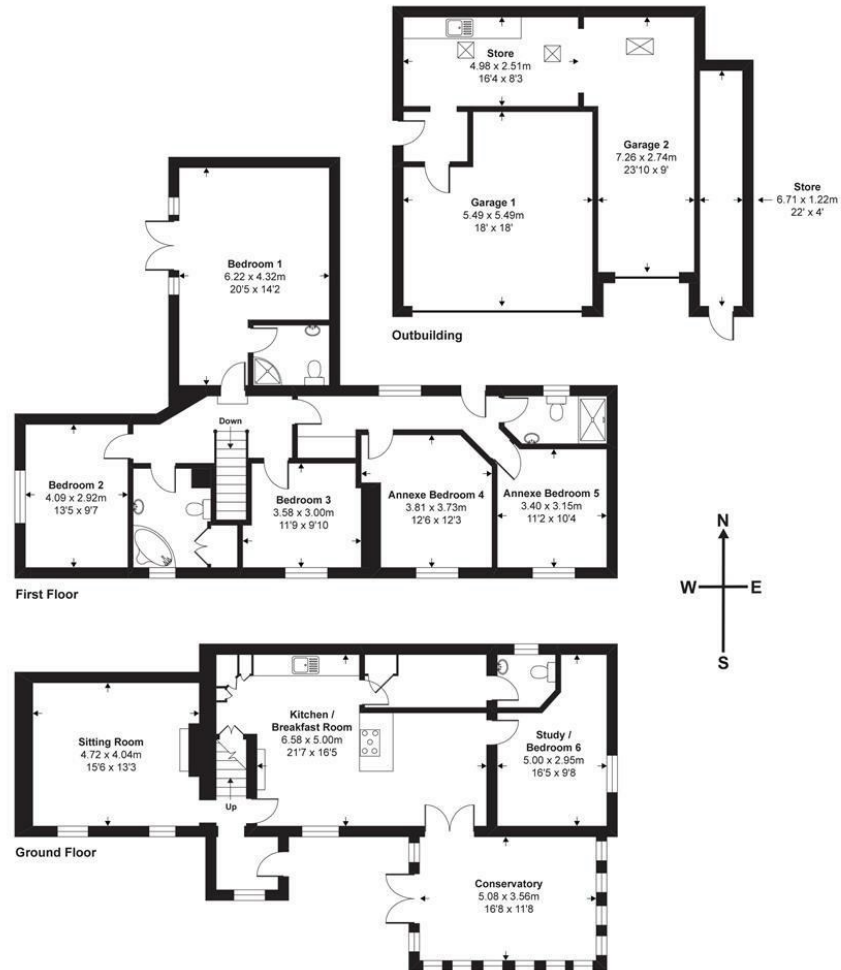 Store
4.98 x 2.51m
16'4 x 8'3
Garage 2
7.26 x 2.74m
23'10 x 9'
Store
6.71 x 1.22m
22' x 4'
Garage 1
5.49 x 5.49m
18' x 18'
Outbuilding
Bedroom 1
6.22 x 4.32m
20'5 x 14'2
Down
Bedroom 2
4.09 x 2.92m
13'5 x 9'7
Bedroom 3
3.58 x 3.00m
11'9 x 9'10
Annexe Bedroom 4
3.81 x 3.73m
12'6 x 12'3
Annexe Bedroom 5
3.40 x 3.15m
11'2 x 10'4
First Floor
N
W
E
S
Sitting Room
4.72 x 4.04m
15'6 x 13'3
Kitchen /
Breakfast Room
6.58 x 5.00m
21'7 x 16'5
Study /
Bedroom 6
5.00 x 2.95m
16'5 x 9'8
Up
Ground Floor
Conservatory
5.08 x 3.56m
16'8 x 11'8